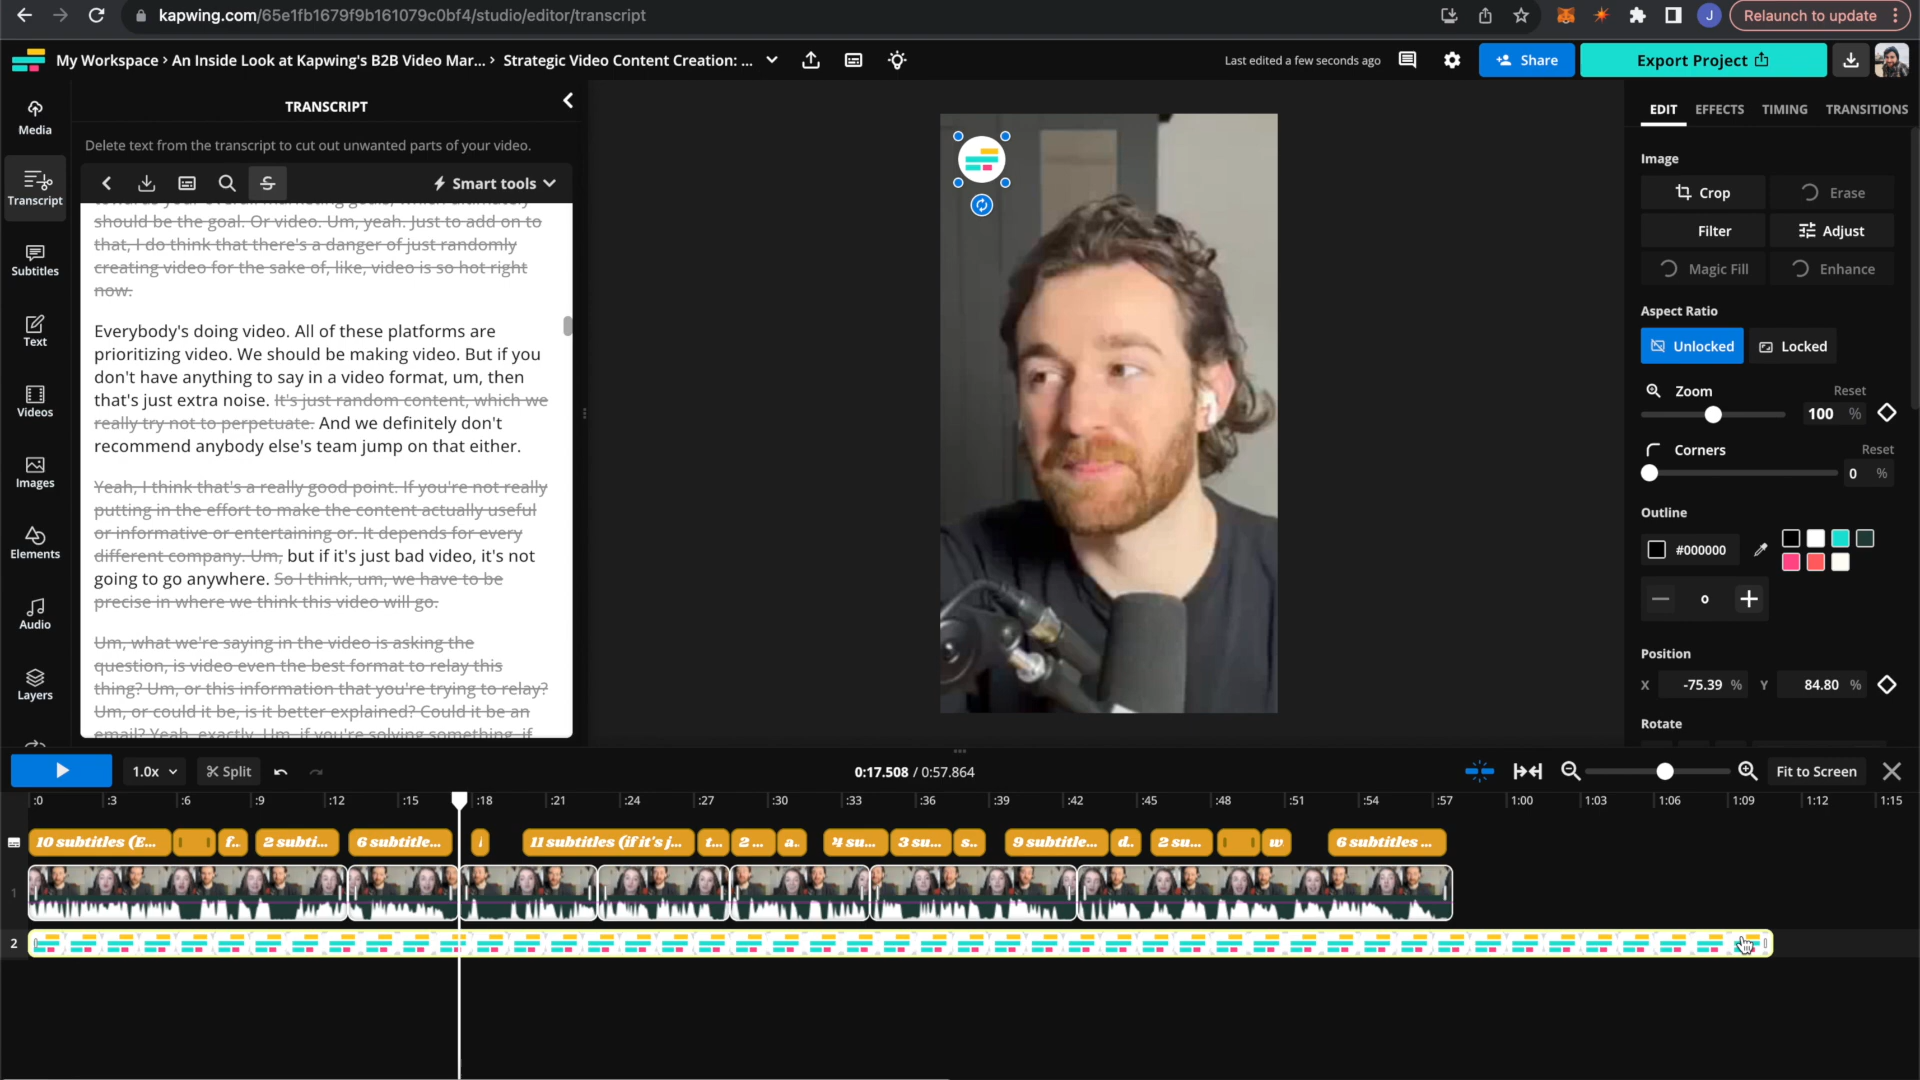 kapwing.com/65e1fb1679f9b161079c0bf4/studio/editor/transcript
J
Relaunch to update
My Workspace › An Inside Look at Kapwing's B2B Video Mar... › Strategic Video Content Creation: ...
Last edited a few seconds ago
Share
Export Project
Media
Transcript
Subtitles
Text
Videos
Images
Elements
Audio
Layers
TRANSCRIPT
Delete text from the transcript to cut out unwanted parts of your video.
Smart tools
towards your overall marketing goals, which ultimately
should be the goal. Or video. Um, yeah. Just to add on to
that, I do think that there's a danger of just randomly
creating video for the sake of, like, video is so hot right
now.
Everybody's doing video. All of these platforms are
prioritizing video. We should be making video. But if you
don't have anything to say in a video format, um, then
that's just extra noise. It's just random content, which we
really try not to perpetuate. And we definitely don't
recommend anybody else's team jump on that either.
Yeah, I think that's a really good point. If you're not really
putting in the effort to make the content actually useful
or informative or entertaining or. It depends for every
different company. Um, but if it's just bad video, it's not
going to go anywhere. So I think, um, we have to be
precise in where we think this video will go.
Um, what we're saying in the video is asking the
question, is video even the best format to relay this
thing? Um, or this information that you're trying to relay?
Um, or could it be, is it better explained? Could it be an
email? Yeah, exactly. Um, if you're solving something, if
EDIT
EFFECTS
TIMING
TRANSITIONS
Image
Crop
Erase
Filter
Adjust
Magic Fill
Enhance
Aspect Ratio
Unlocked
Locked
Zoom
Reset
100 %
Corners
Reset
0 %
Outline
#000000
0
Position
X -75.39 % Y 84.80 %
Rotate
1.0x
Split
0:17.508 / 0:57.864
Fit to Screen
:0 :3 :6 :9 :12 :15 :18 :21 :24 :27 :30 :33 :36 :39 :42 :45 :48 :51 :54 :57 1:00 1:03 1:06 1:09 1:12 1:15
10 subtitles (E... f.. 2 subti... 6 subtitle... 11 subtitles (if it's j... t... 2 ... a.. 4 su... 3 su... s.. 9 subtitle... d.. 2 su... w 6 subtitles ...
1
2